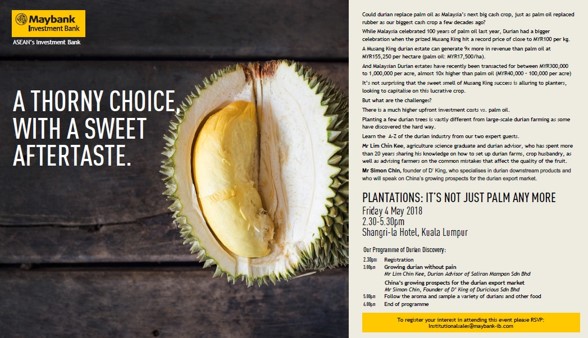 Maybank
Investment Bank
ASEAN's Investment Bank
A THORNY CHOICE,
WITH A SWEET
AFTERTASTE.
Could durian replace palm oil as Malaysia's next big cash crop, just as palm oil replaced
rubber as our biggest cash crop a few decades ago?
While Malaysia celebrated 100 years of palm oil last year, Durian had a bigger
celebration when the prized Musang King hit a record price of close to MYR100 per kg.
A Musang King durian estate can generate 9x more in revenue than palm oil at
MYR155,250 per hectare (palm oil: MYR17,500/ha).
And Malaysian Durian estates have recently been transacted for between MYR300,000
to 1,000,000 per acre, almost 10x higher than palm oil (MYR40,000 - 100,000 per acre)
It's not surprising that the sweet smell of Musang King success is alluring to planters,
looking to capitalise on this lucrative crop.
But what are the challenges?
There is a much higher upfront investment costs vs. palm oil.
Planting a few durian trees is vastly different from large-scale durian farming as some
have discovered the hard way.
Learn the A-Z of the durian industry from our two expert guests.
Mr Lim Chin Kee, agriculture science graduate and durian advisor, who has spent more
than 20 years sharing his knowledge on how to set up durian farms, crop husbandry, as
well as advising farmers on the common mistakes that affect the quality of the fruit.
Mr Simon Chin, founder of D' King, who specialises in durian downstream products and
who will speak on China's growing prospects for the durian export market.
PLANTATIONS: IT'S NOT JUST PALM ANY MORE
Friday 4 May 2018
2.30-5.30pm
Shangri-la Hotel, Kuala Lumpur
Our Programme of Durian Discovery:
2.30pm Registration
3.00pm Growing durian without pain
Mr Lim Chin Kee, Durian Advisor of Seliran Mampan Sdn Bhd
China's growing prospects for the durian export market
Mr Simon Chin, Founder of D' King of Duricious Sdn Bhd
5.00pm Follow the aroma and sample a variety of durians and other food
6.00pm End of programme
To register your interest in attending this event please RSVP:
institutionalsales@maybank-ib.com